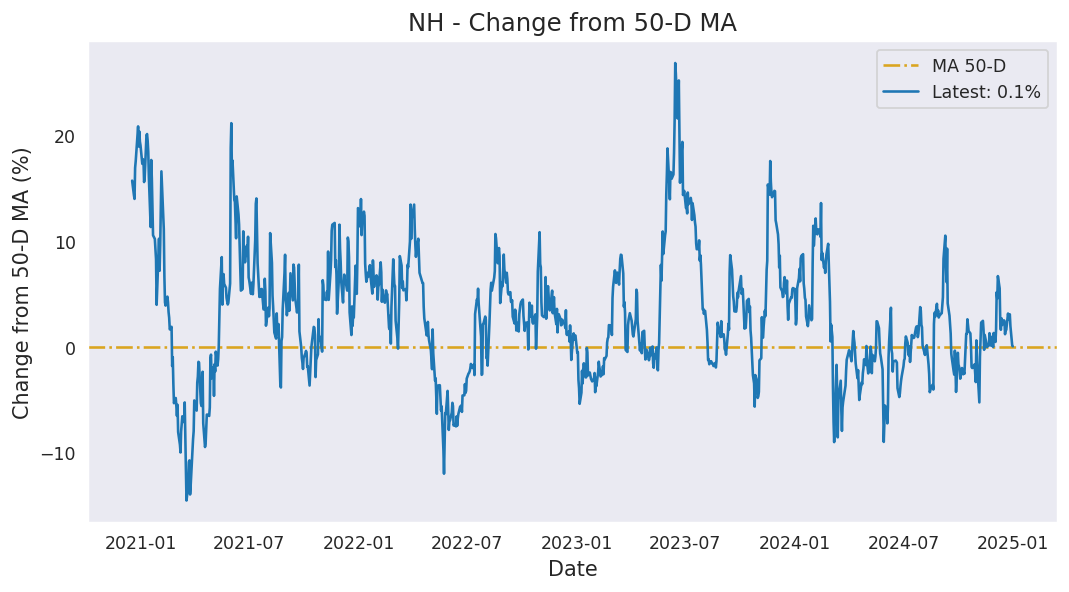 NH - Change from 50-D MA
MA 50-D
Latest: 0.1%
Change from 50-D MA (%)
20
10
0
−10
2021-01
2021-07
2022-01
2022-07
2023-01
2023-07
2024-01
2024-07
2025-01
Date